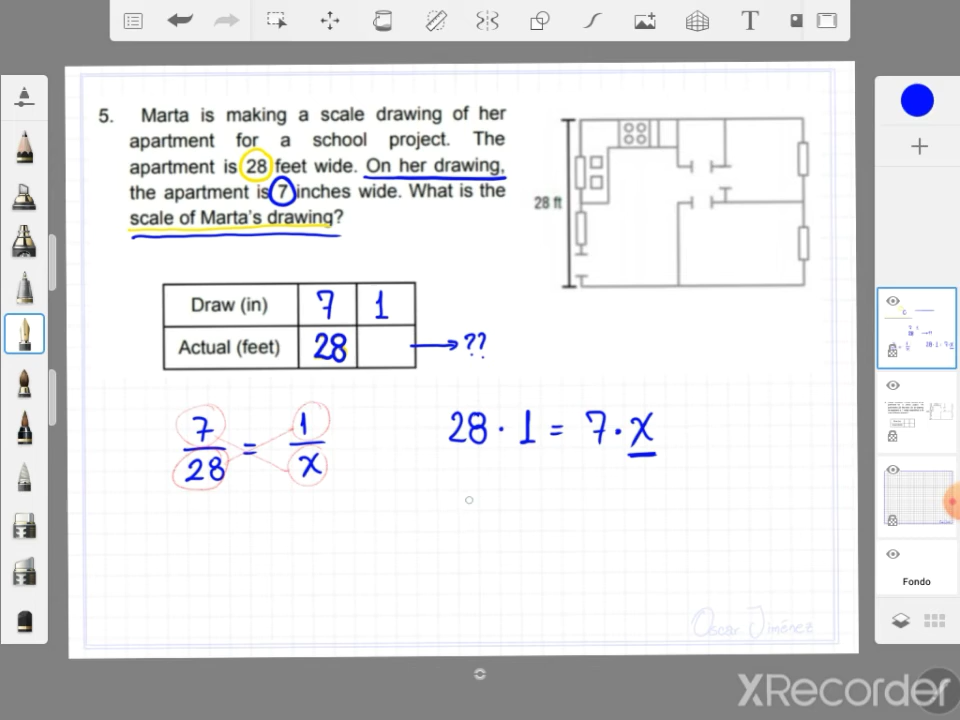 5. Marta is making a scale drawing of her
apartment for a school project. The
apartment is 28 feet wide. On her drawing,
the apartment is 7 inches wide. What is the
scale of Marta's drawing?
28 ft
Draw (in) 7 1
Actual (feet) 28 → ??
7/28 = 1/x
28 · 1 = 7 · x
Oscar Jiménez
Fondo
XRecorder
T